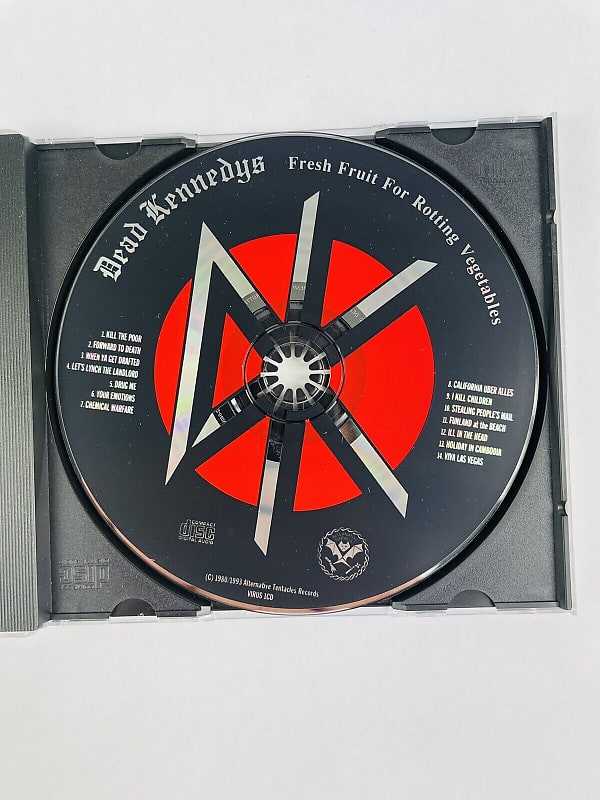 Dead Kennedys
Fresh Fruit For Rotting Vegetables
1. KILL THE POOR
2. FORWARD TO DEATH
3. WHEN YA GET DRAFTED
4. LET'S LYNCH THE LANDLORD
5. DRUG ME
6. YOUR EMOTIONS
7. CHEMICAL WARFARE
8. CALIFORNIA UBER ALLES
9. I KILL CHILDREN
10. STEALING PEOPLE'S MAIL
11. FUNLAND at the BEACH
12. ILL IN THE HEAD
13. HOLIDAY IN CAMBODIA
14. VIVA LAS VEGAS
COMPACT
disc
DIGITAL AUDIO
(C) 1980/1993 Alternative Tentacles Records
VIRUS 1CD